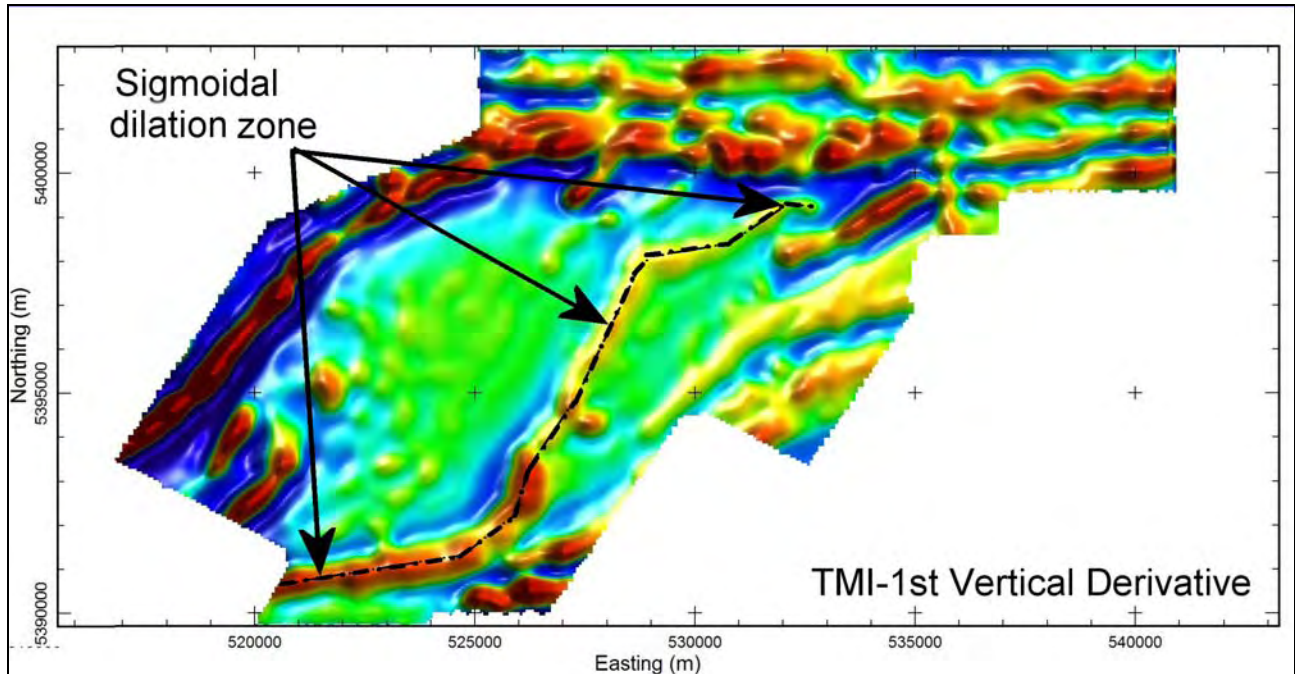 Sigmoidal
dilation zone
5400000
5395000
5390000
Northing (m)
TMI-1st Vertical Derivative
520000 525000 530000 535000 540000
Easting (m)